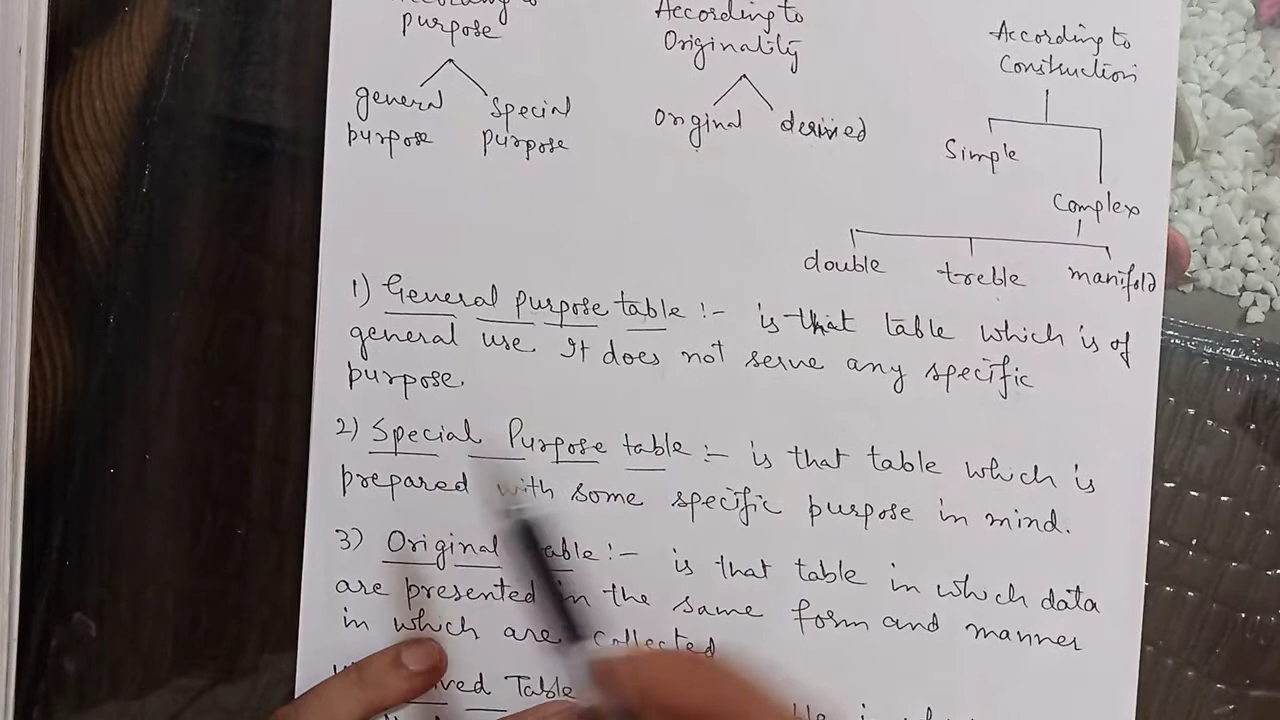 purpose
general purpose
special purpose
According to
Originality
Original
derived
According to
Construction
Simple
Complex
double
treble
manifold
1) General purpose table :- is that table which is of
general use. It does not serve any specific
purpose.
2) Special Purpose table :- is that table which is
prepared with some specific purpose in mind.
3) Original table :- is that table in which data
are presented in the same form and manner
in which are collected
Table